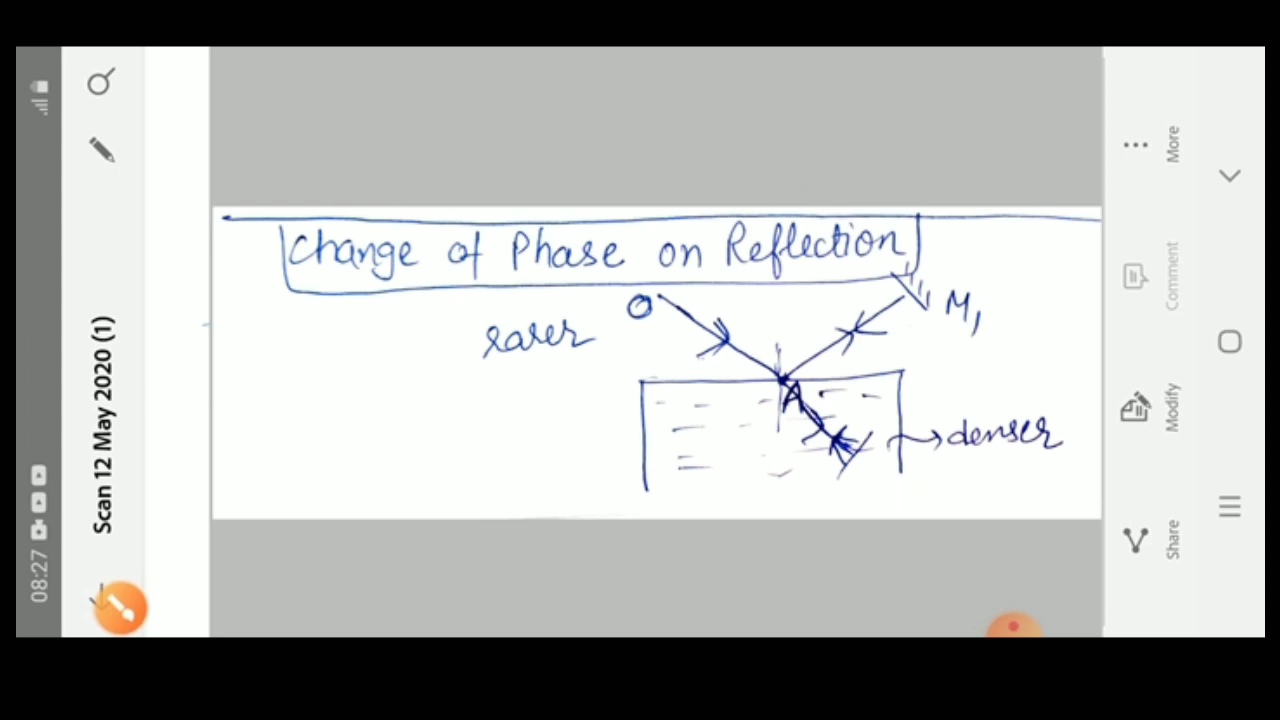 08:27
Scan 12 May 2020 (1)
Change of Phase on Reflection
O
M1
rarer
A
denser
More
Comment
Modify
Share